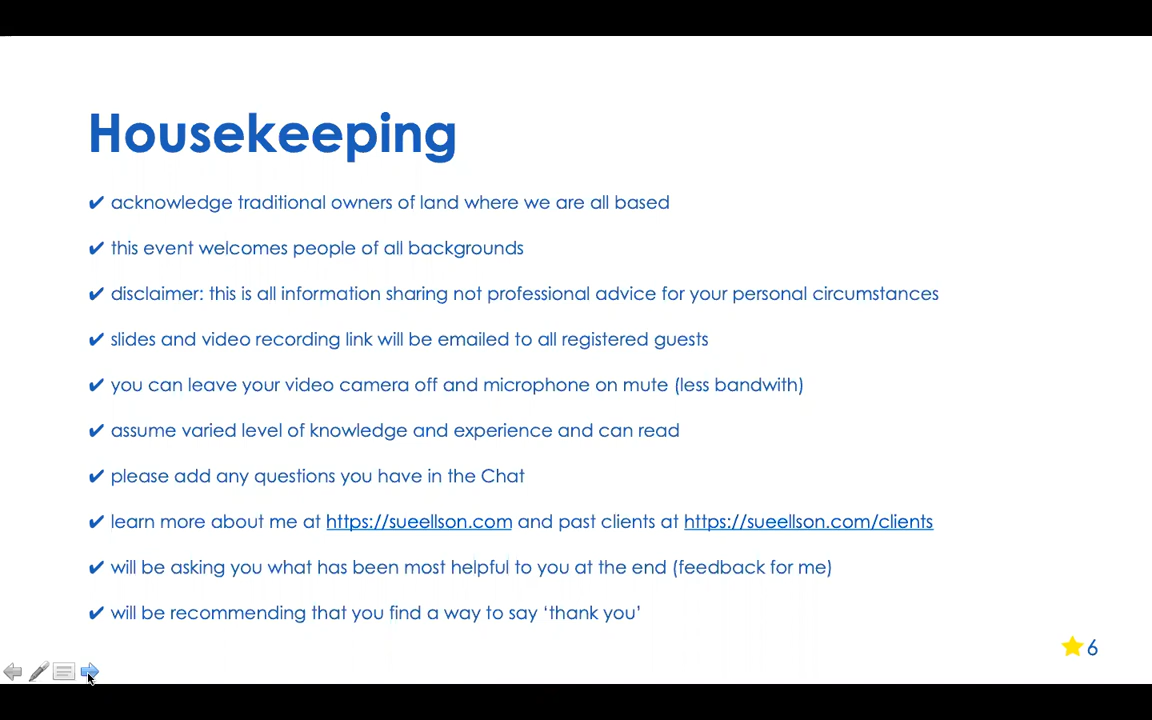 Housekeeping
✔ acknowledge traditional owners of land where we are all based
✔ this event welcomes people of all backgrounds
✔ disclaimer: this is all information sharing not professional advice for your personal circumstances
✔ slides and video recording link will be emailed to all registered guests
✔ you can leave your video camera off and microphone on mute (less bandwith)
✔ assume varied level of knowledge and experience and can read
✔ please add any questions you have in the Chat
✔ learn more about me at https://sueellson.com and past clients at https://sueellson.com/clients
✔ will be asking you what has been most helpful to you at the end (feedback for me)
✔ will be recommending that you find a way to say ‘thank you’
6